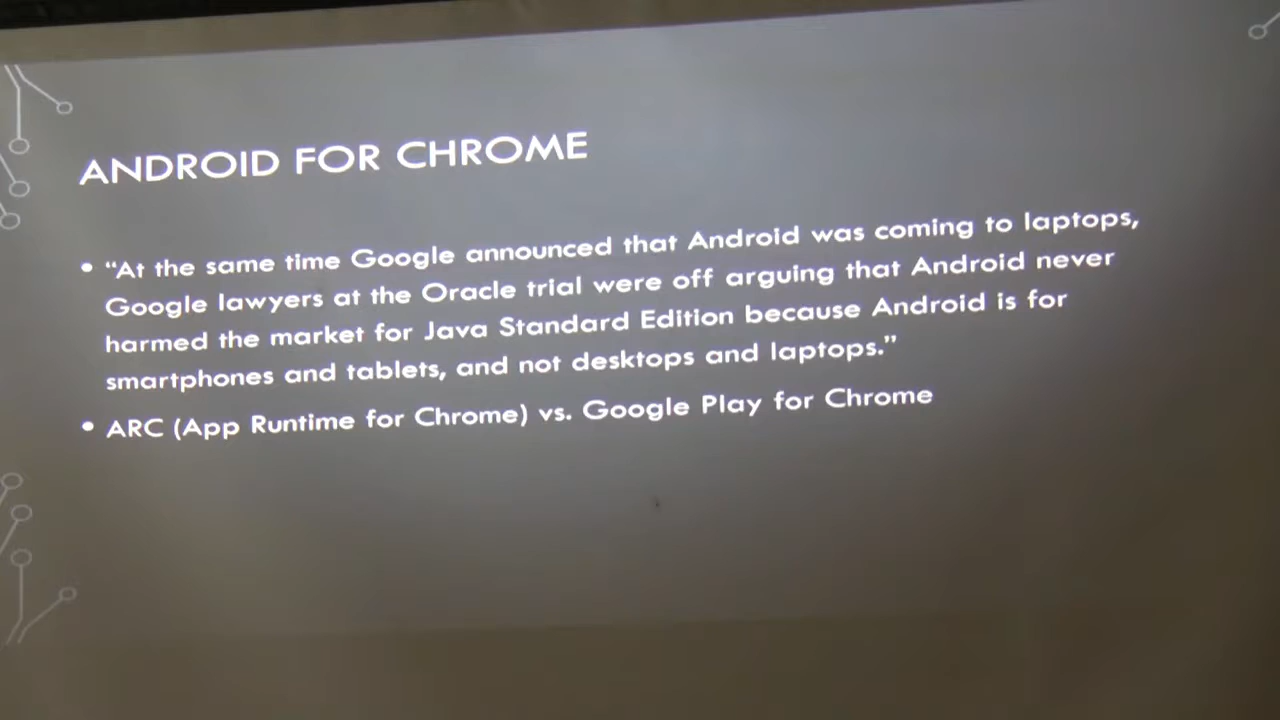 ANDROID FOR CHROME
• “At the same time Google announced that Android was coming to laptops,
Google lawyers at the Oracle trial were off arguing that Android never
harmed the market for Java Standard Edition because Android is for
smartphones and tablets, and not desktops and laptops.”
• ARC (App Runtime for Chrome) vs. Google Play for Chrome